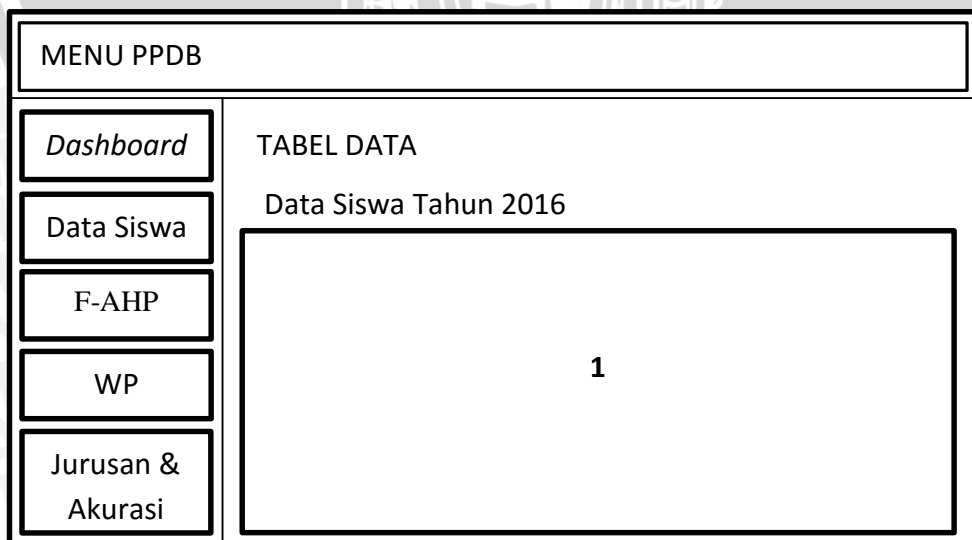 MENU PPDB
Dashboard
Data Siswa
F-AHP
WP
Jurusan &
Akurasi
TABEL DATA
Data Siswa Tahun 2016
1